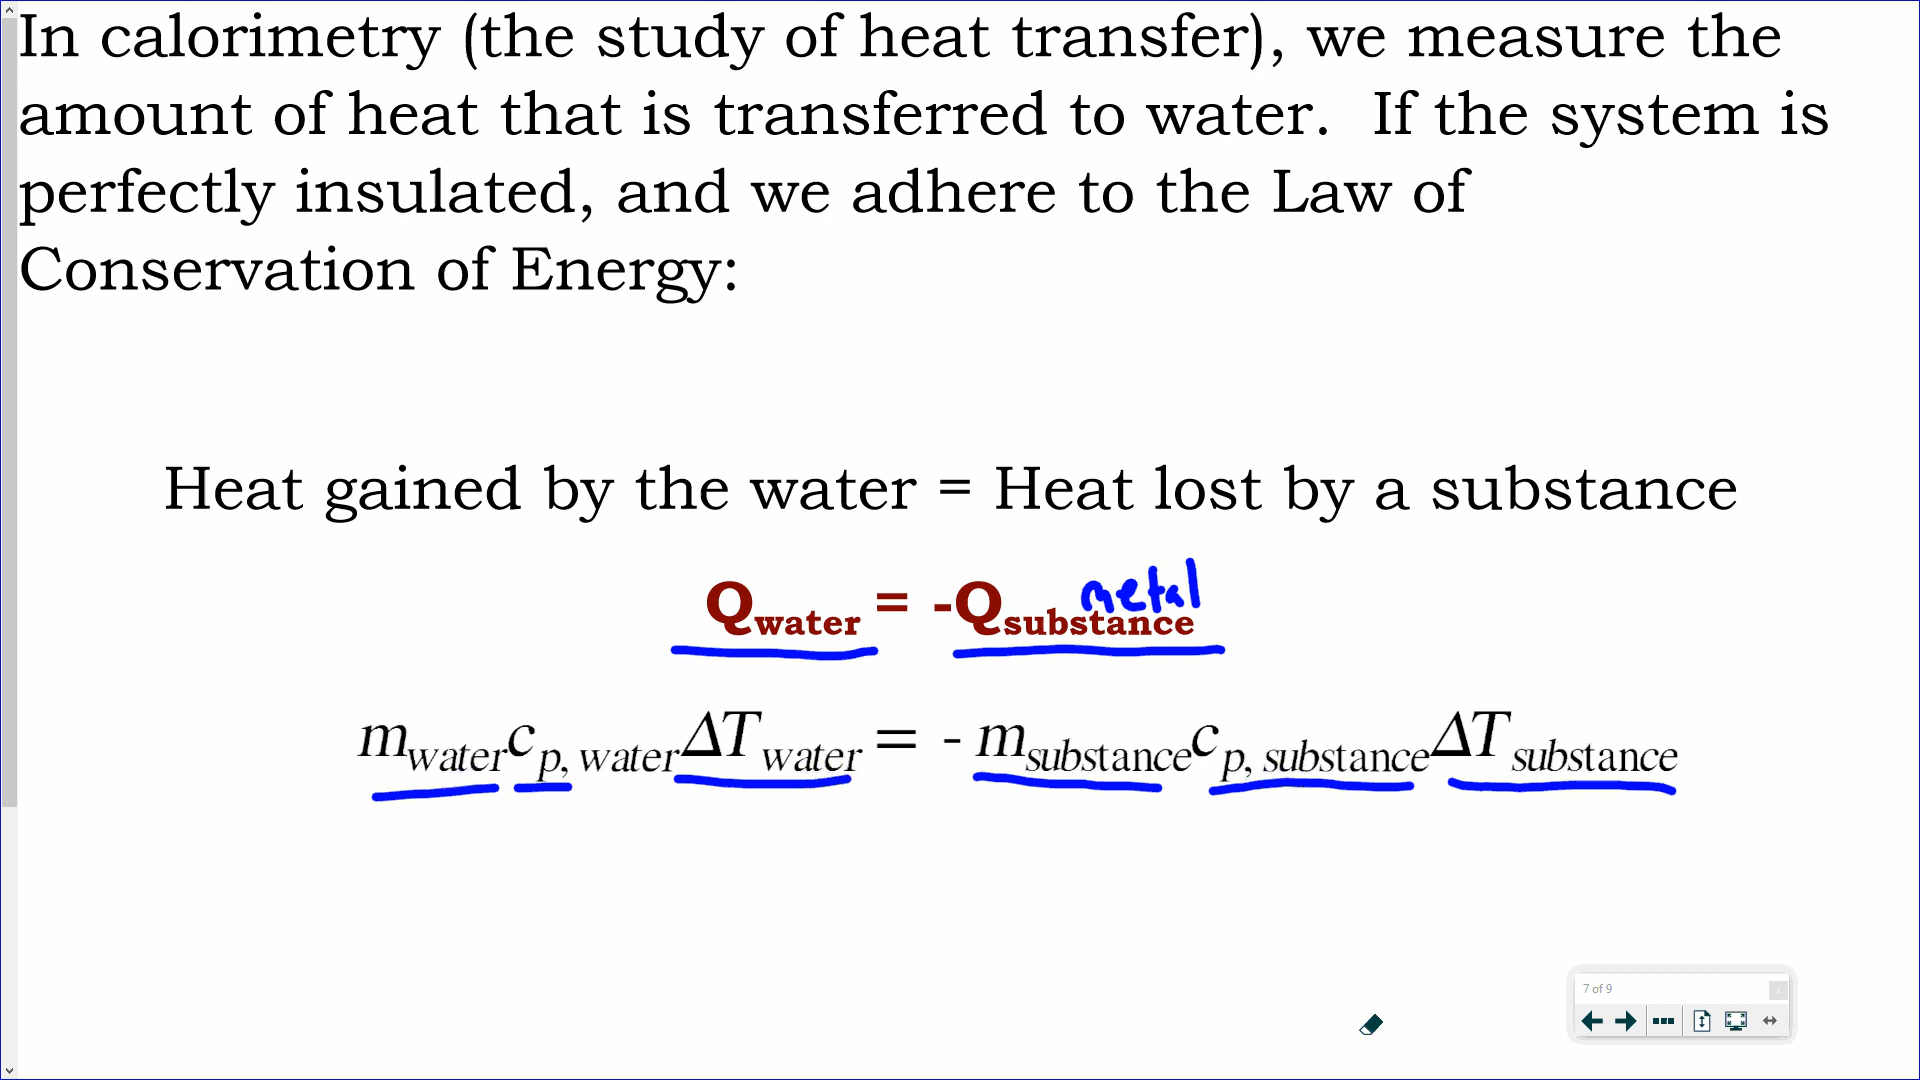 In calorimetry (the study of heat transfer), we measure the
amount of heat that is transferred to water. If the system is
perfectly insulated, and we adhere to the Law of
Conservation of Energy:
Heat gained by the water = Heat lost by a substance
metal
Qwater = -Qsubstance
mwatercp, waterΔTwater = - msubstancecp, substanceΔTsubstance
7 of 9